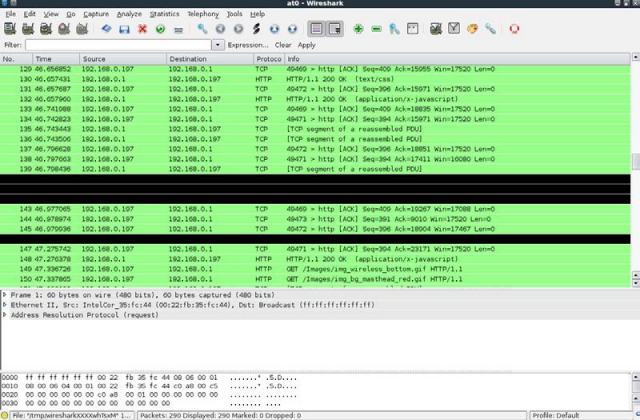 at0 - Wireshark
File Edit View Go Capture Analyze Statistics Telephony Tools Help
Filter: Expression... Clear Apply
No. Time Source Destination Protoco Info
129 46.656852 192.168.0.197 192.168.0.1 TCP 49469 > http [ACK] Seq=409 Ack=15955 Win=17520 Len=0
130 46.657431 192.168.0.1 192.168.0.197 HTTP HTTP/1.1 200 OK (text/css)
131 46.657687 192.168.0.197 192.168.0.1 TCP 49472 > http [ACK] Seq=396 Ack=15971 Win=17520 Len=0
132 46.657960 192.168.0.1 192.168.0.197 HTTP HTTP/1.1 200 OK (application/x-javascript)
133 46.741988 192.168.0.197 192.168.0.1 TCP 49469 > http [ACK] Seq=409 Ack=18835 Win=17520 Len=0
134 46.742823 192.168.0.197 192.168.0.1 TCP 49471 > http [ACK] Seq=394 Ack=15971 Win=17520 Len=0
135 46.743443 192.168.0.1 192.168.0.197 TCP [TCP segment of a reassembled PDU]
136 46.743506 192.168.0.1 192.168.0.197 TCP [TCP segment of a reassembled PDU]
137 46.796628 192.168.0.197 192.168.0.1 TCP 49472 > http [ACK] Seq=396 Ack=18851 Win=17520 Len=0
138 46.797663 192.168.0.197 192.168.0.1 TCP 49471 > http [ACK] Seq=394 Ack=17411 Win=16080 Len=0
139 46.798436 192.168.0.1 192.168.0.197 TCP [TCP segment of a reassembled PDU]
143 46.977065 192.168.0.197 192.168.0.1 TCP 49469 > http [ACK] Seq=409 Ack=19267 Win=17088 Len=0
144 46.978974 192.168.0.197 192.168.0.1 TCP 49473 > http [ACK] Seq=391 Ack=9010 Win=17520 Len=0
145 46.979936 192.168.0.197 192.168.0.1 TCP 49472 > http [ACK] Seq=396 Ack=18904 Win=17467 Len=0
147 47.275742 192.168.0.197 192.168.0.1 TCP 49471 > http [ACK] Seq=394 Ack=23171 Win=17520 Len=0
148 47.276378 192.168.0.1 192.168.0.197 HTTP HTTP/1.1 200 OK (application/x-javascript)
149 47.336726 192.168.0.197 192.168.0.1 HTTP GET /Images/img_wireless_bottom.gif HTTP/1.1
150 47.337865 192.168.0.197 192.168.0.1 HTTP GET /Images/img_bg_masthead_red.gif HTTP/1.1
Frame 1: 60 bytes on wire (480 bits), 60 bytes captured (480 bits)
Ethernet II, Src: IntelCor_35:fc:44 (00:22:fb:35:fc:44), Dst: Broadcast (ff:ff:ff:ff:ff:ff)
Address Resolution Protocol (request)
0000 ff ff ff ff ff ff 00 22 fb 35 fc 44 08 06 00 01 ......." .5.D....
0010 08 00 06 04 00 01 00 22 fb 35 fc 44 c0 a8 00 c5 ......." .5.D....
0020 00 00 00 00 00 00 c0 a8 00 01 00 00 00 00 00 00 ........ ........
0030 00 00 00 00 00 00 00 00 00 00 00 00
File: "/tmp/wiresharkXXXXwhTsxM" 1... Packets: 290 Displayed: 290 Marked: 0 Dropped: 0 Profile: Default